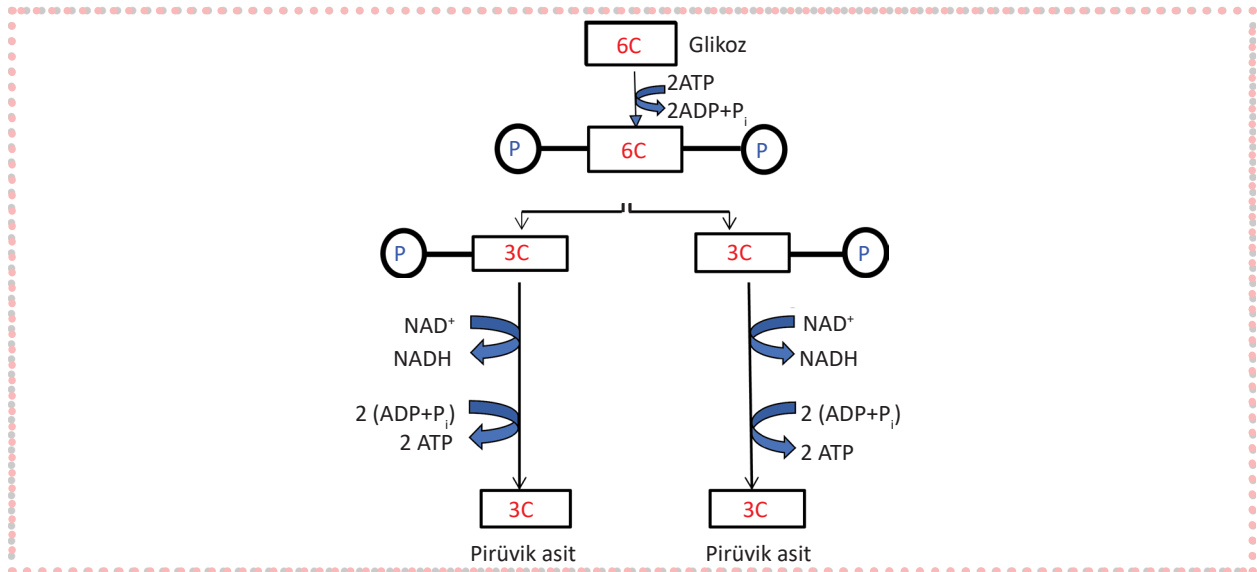 6C Glikoz
2ATP
2ADP+Pi
P 6C P
P 3C 3C P
NAD+ NAD+
NADH NADH
2 (ADP+Pi) 2 (ADP+Pi)
2 ATP 2 ATP
3C 3C
Pirüvik asit Pirüvik asit